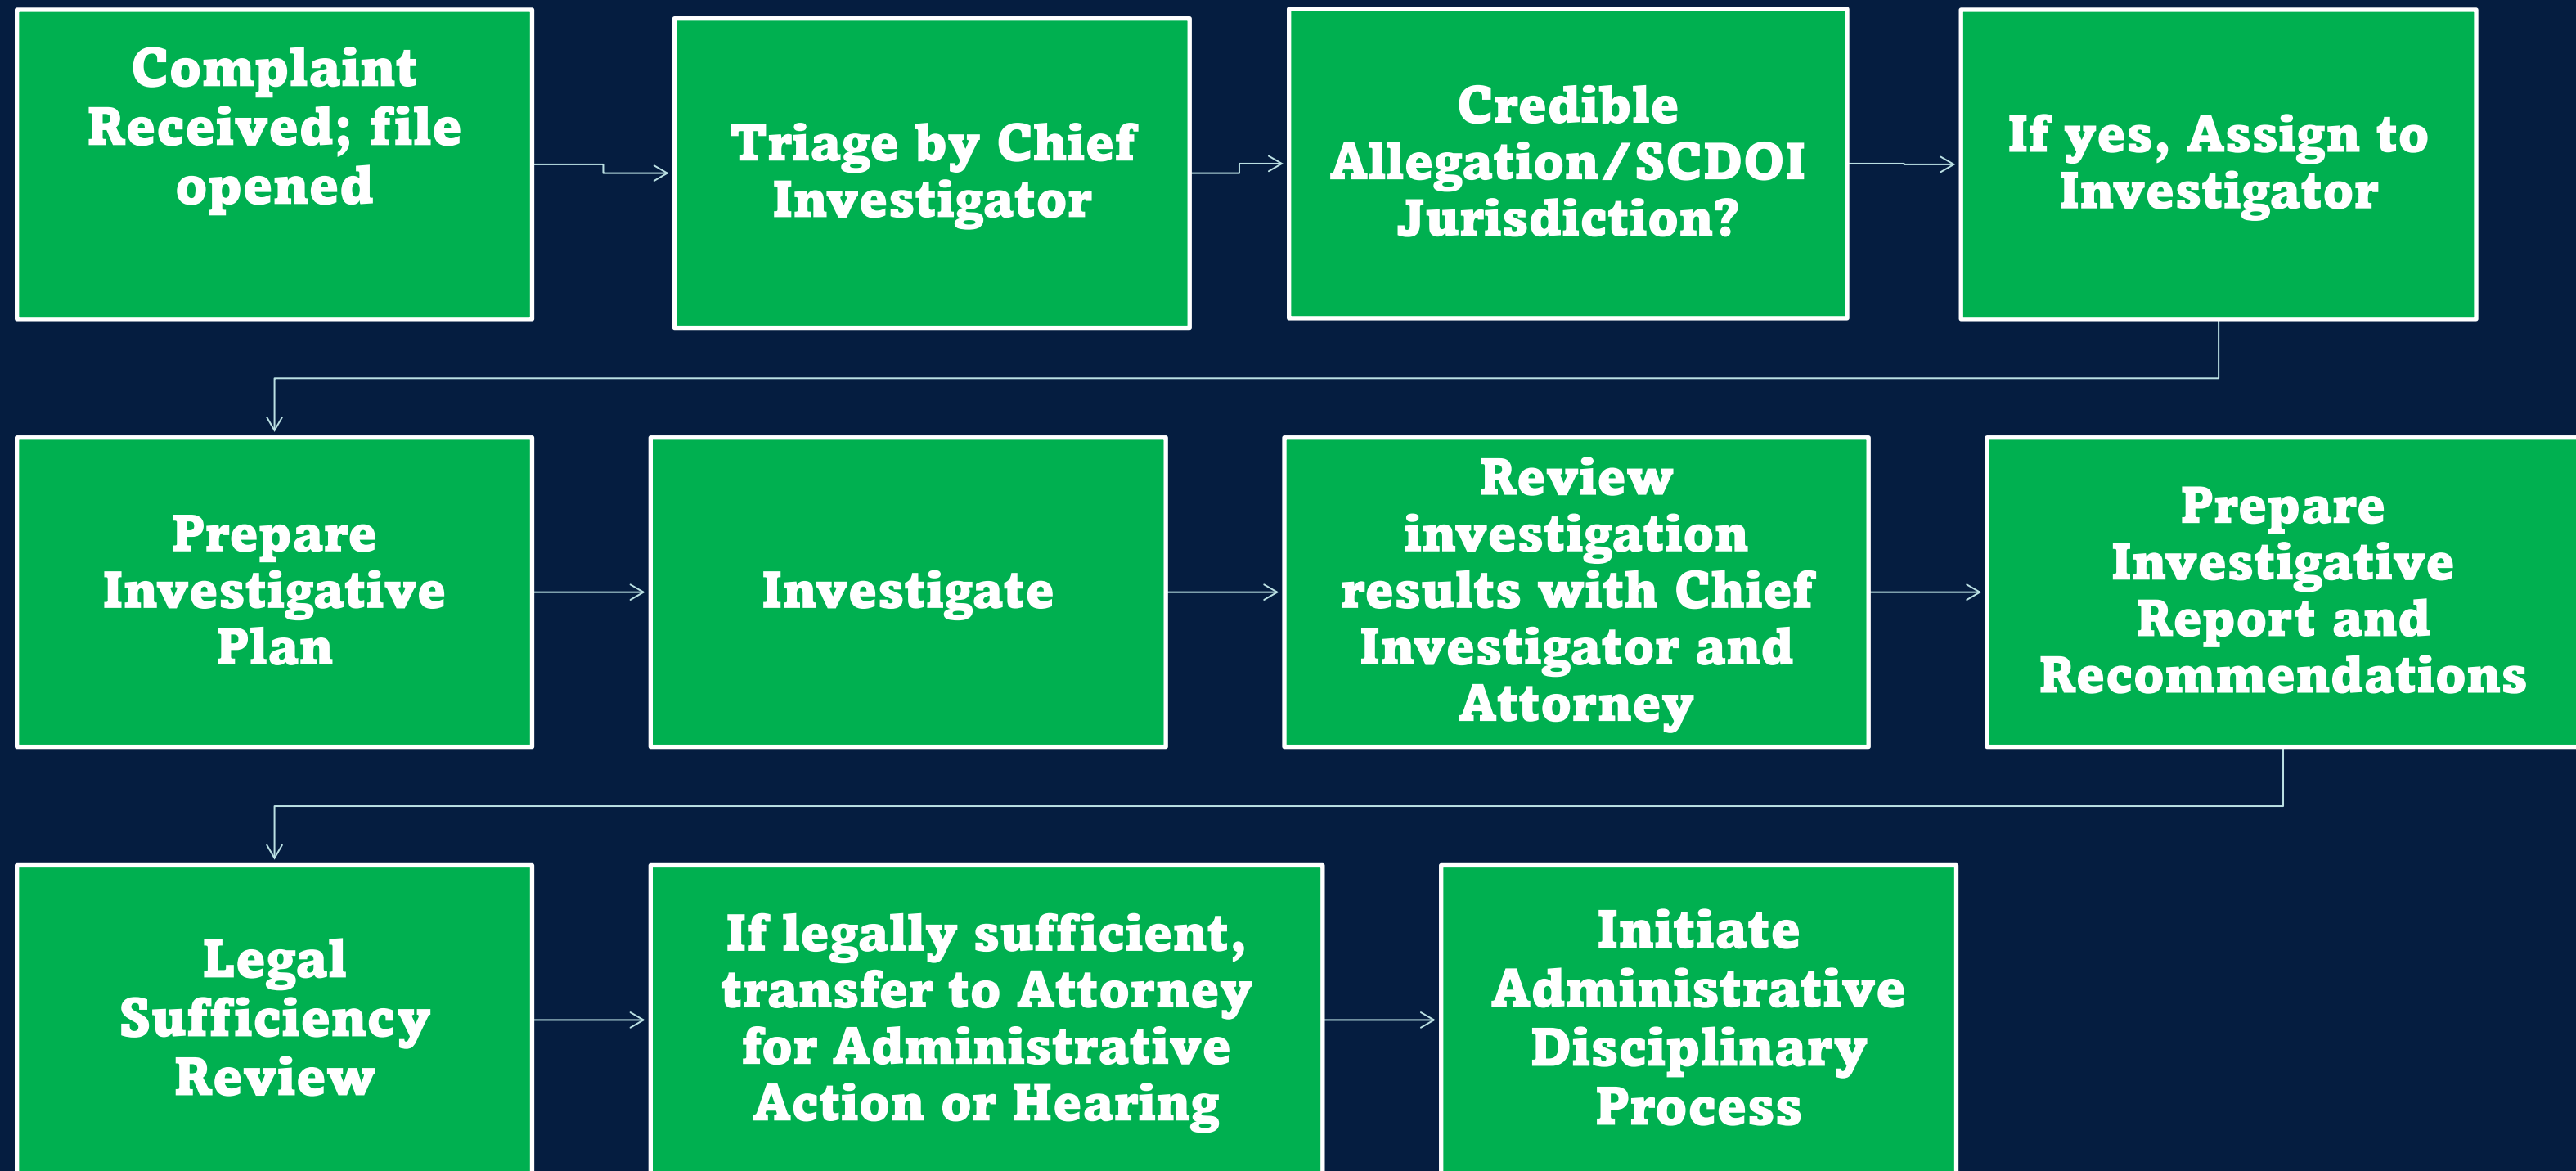 Complaint
Received; file
opened
Triage by Chief
Investigator
Credible
Allegation/SCDOI
Jurisdiction?
If yes, Assign to
Investigator
Prepare
Investigative
Plan
Investigate
Review
investigation
results with Chief
Investigator and
Attorney
Prepare
Investigative
Report and
Recommendations
Legal
Sufficiency
Review
If legally sufficient,
transfer to Attorney
for Administrative
Action or Hearing
Initiate
Administrative
Disciplinary
Process